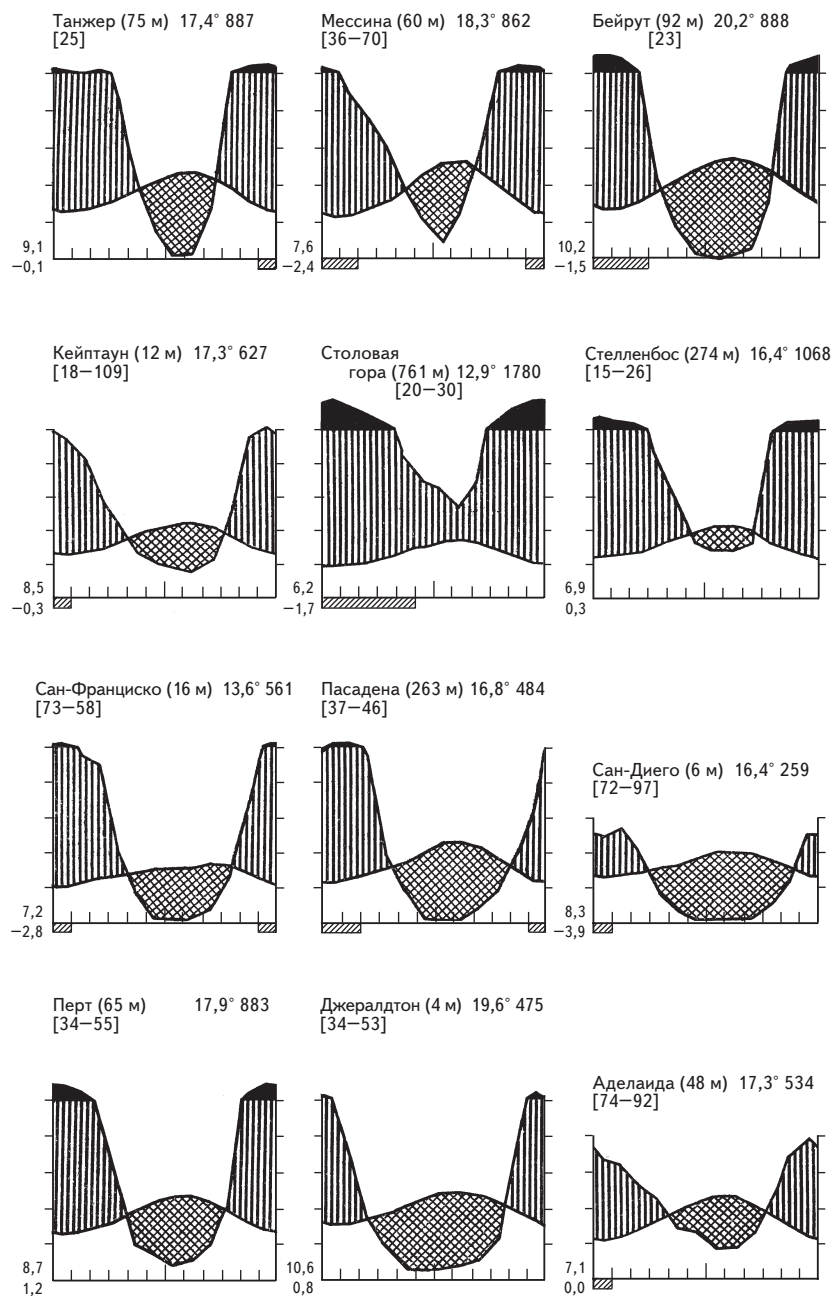 Танжер (75 м) 17,4° 887
[25]
9,1
−0,1
Мессина (60 м) 18,3° 862
[36−70]
7,6
−2,4
Бейрут (92 м) 20,2° 888
[23]
10,2
−1,5
Кейптаун (12 м) 17,3° 627
[18−109]
8,5
−0,3
Столовая
гора (761 м) 12,9° 1780
[20−30]
6,2
−1,7
Стелленбос (274 м) 16,4° 1068
[15−26]
6,9
0,3
Сан-Франциско (16 м) 13,6° 561
[73−58]
7,2
−2,8
Пасадена (263 м) 16,8° 484
[37−46]
Сан-Диего (6 м) 16,4° 259
[72−97]
8,3
−3,9
Перт (65 м) 17,9° 883
[34−55]
8,7
1,2
Джералдтон (4 м) 19,6° 475
[34−53]
10,6
0,8
Аделаида (48 м) 17,3° 534
[74−92]
7,1
0,0